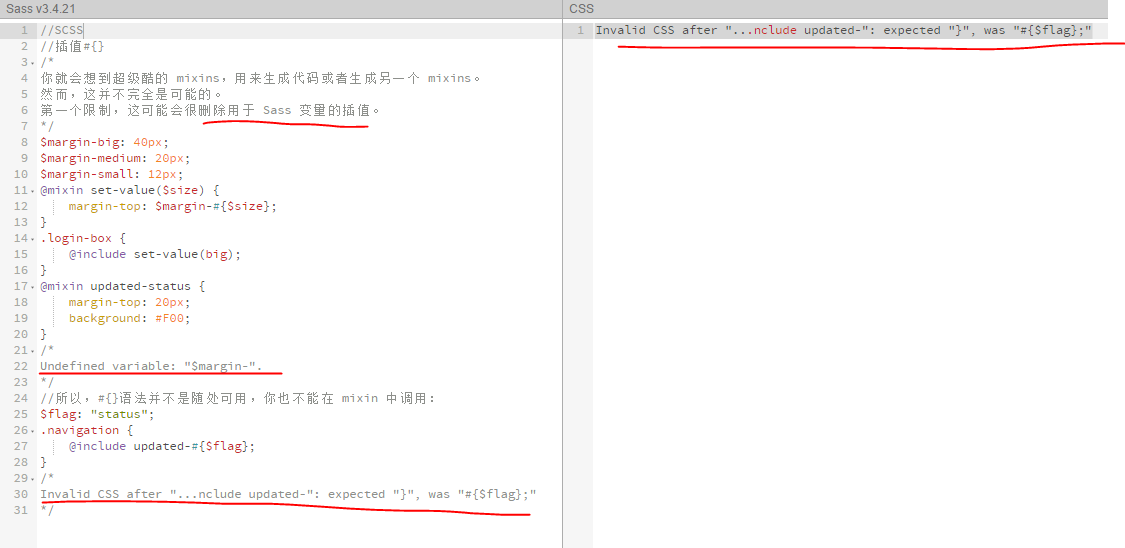 Sass v3.4.21
CSS
1 //SCSS
2 //插值#{}
3 /*
4 你就会想到超级酷的 mixins，用来生成代码或者生成另一个 mixins。
5 然而，这并不完全是可能的。
6 第一个限制，这可能会很删除用于 Sass 变量的插值。
7 */
8 $margin-big: 40px;
9 $margin-medium: 20px;
10 $margin-small: 12px;
11 @mixin set-value($size) {
12 margin-top: $margin-#{$size};
13 }
14 .login-box {
15 @include set-value(big);
16 }
17 @mixin updated-status {
18 margin-top: 20px;
19 background: #F00;
20 }
21 /*
22 Undefined variable: "$margin-".
23 */
24 //所以，#{}语法并不是随处可用，你也不能在 mixin 中调用：
25 $flag: "status";
26 .navigation {
27 @include updated-#{$flag};
28 }
29 /*
30 Invalid CSS after "...nclude updated-": expected "}", was "#{$flag};"
31 */
1 Invalid CSS after "...nclude updated-": expected "}", was "#{$flag};"